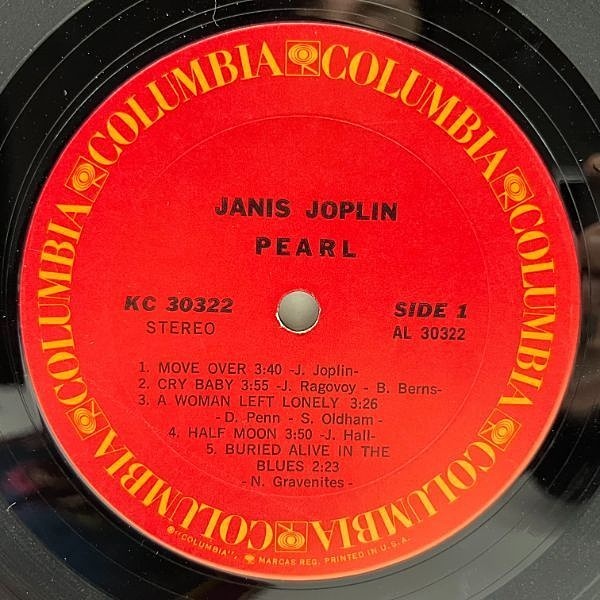 COLUMBIA COLUMBIA COLUMBIA COLUMBIA COLUMBIA COLUMBIA COLUMBIA
JANIS JOPLIN
PEARL
KC 30322 SIDE 1
STEREO AL 30322
1. MOVE OVER 3:40 -J. Joplin-
2. CRY BABY 3:55 -J. Ragovoy - B. Berns-
3. A WOMAN LEFT LONELY 3:26
- D. Penn - S. Oldham -
4. HALF MOON 3:50 -J. Hall-
5. BURIED ALIVE IN THE
BLUES 2:23
- N. Gravenites -
®"COLUMBIA", MARCAS REG. PRINTED IN U.S.A.